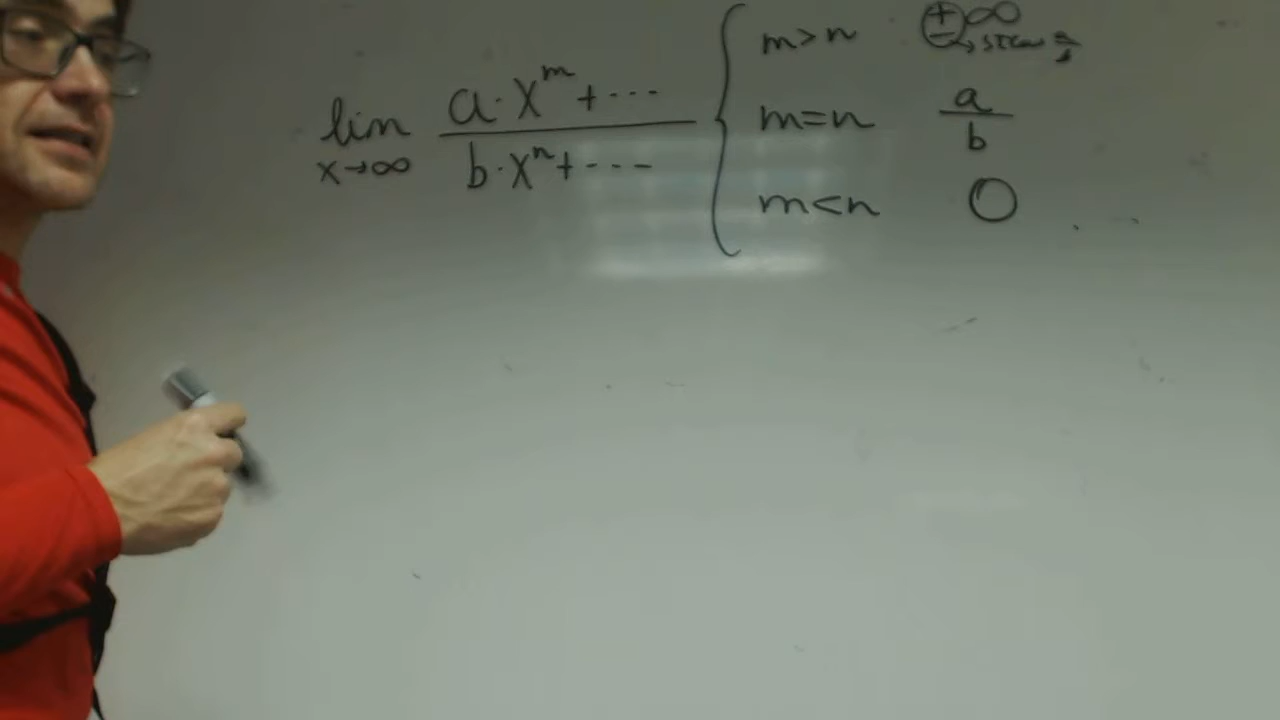 lim x→∞ a·x^m+··· / b·x^n+···
m>n ±∞
m=n a/b
m<n 0